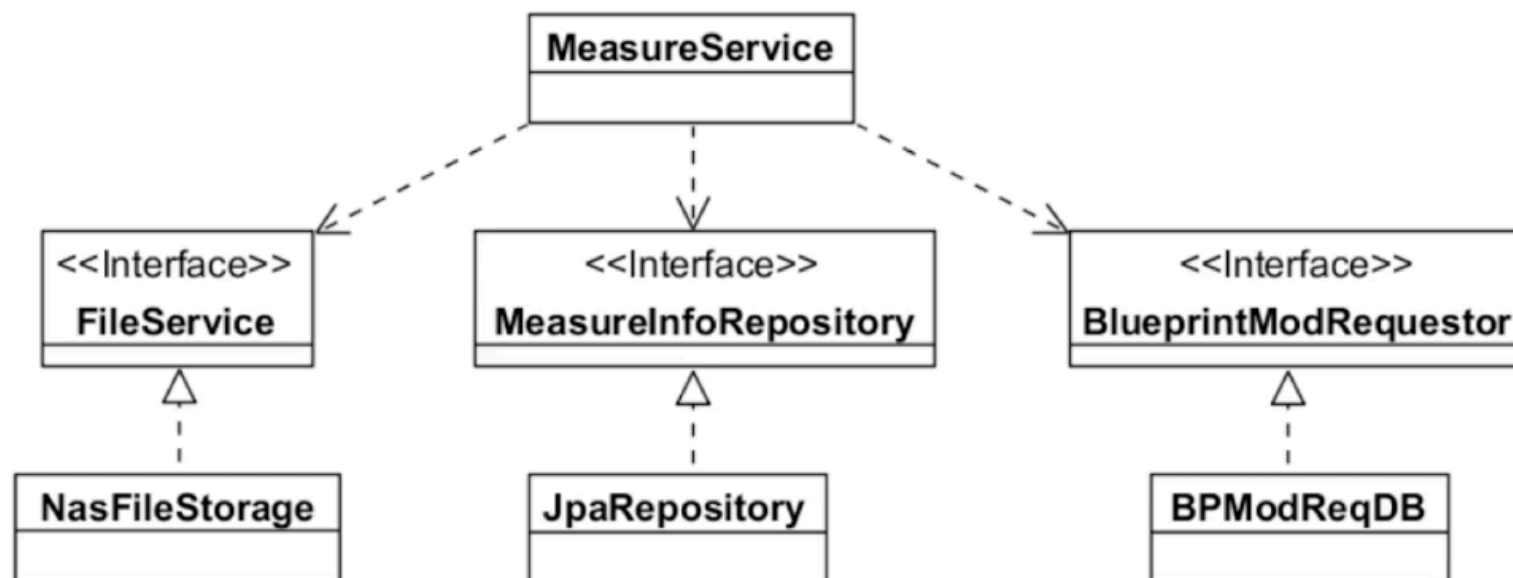 MeasureService
<<Interface>>
FileService
<<Interface>>
MeasureInfoRepository
<<Interface>>
BlueprintModRequestor
NasFileStorage
JpaRepository
BPModReqDB